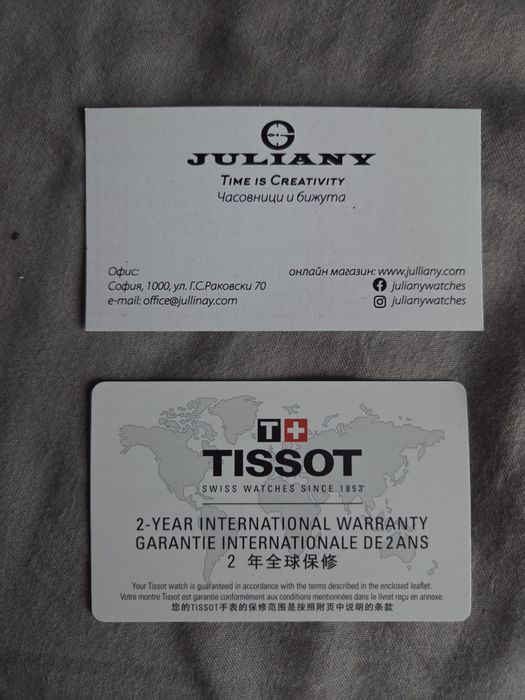 JULIANY
TIME IS CREATIVITY
Часовници и бижута
Офис:
София, 1000, ул. Г.С.Раковски 70
e-mail: office@jullinay.com
онлайн магазин: www.julliany.com
julianywatches
julianywatches
T+
TISSOT
SWISS WATCHES SINCE 1853
2-YEAR INTERNATIONAL WARRANTY
GARANTIE INTERNATIONALE DE 2 ANS
2 年全球保修
Your Tissot watch is guaranteed in accordance with the terms described in the enclosed leaflet.
Votre montre Tissot est garantie conformément aux conditions mentionnées dans le livret reçu en annexe.
您的TISSOT手表的保修范围是按照附页中说明的条款